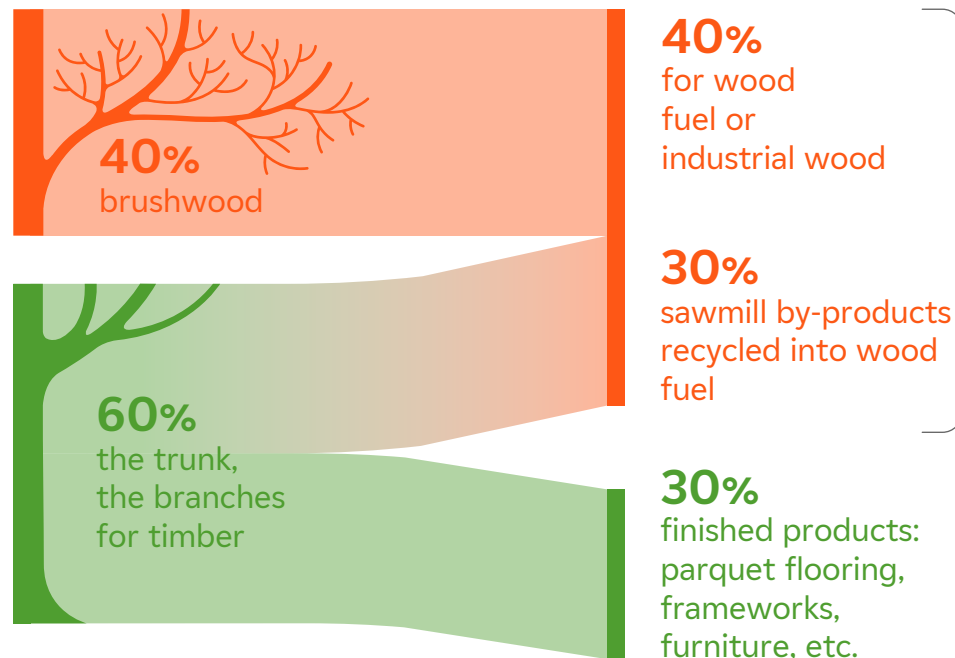 40%
brushwood
60%
the trunk,
the branches
for timber
40%
for wood
fuel or
industrial wood
30%
sawmill by-products
recycled into wood
fuel
30%
finished products:
parquet flooring,
frameworks,
furniture, etc.